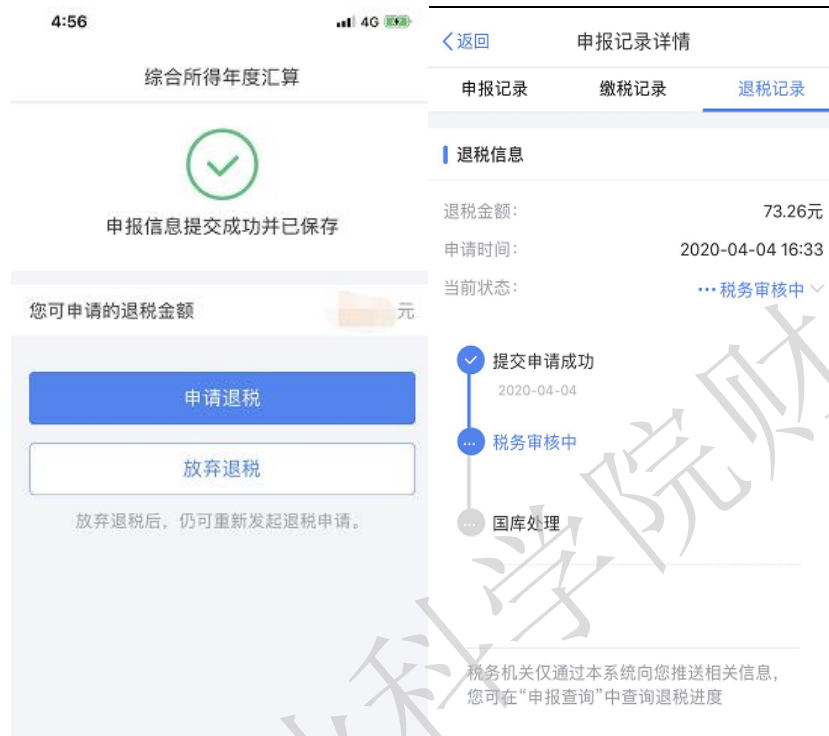 4:56
4G
综合所得年度汇算
申报信息提交成功并已保存
您可申请的退税金额 元
申请退税
放弃退税
放弃退税后，仍可重新发起退税申请。
返回 申报记录详情
申报记录 缴税记录 退税记录
退税信息
退税金额： 73.26元
申请时间： 2020-04-04 16:33
当前状态： 税务审核中
提交申请成功
2020-04-04
税务审核中
国库处理
税务机关仅通过本系统向您推送相关信息，
您可在“申报查询”中查询退税进度
科学院财